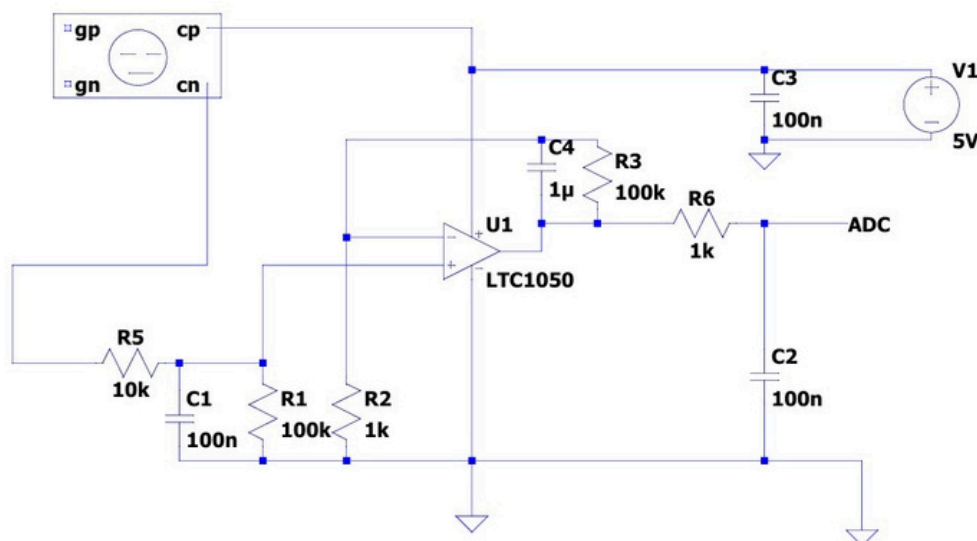 gp cp
gn cn
V1
C3
100n
5V
C4
1µ
R3
100k
R6
1k
ADC
U1
LTC1050
R5
10k
C1
100n
R1
100k
R2
1k
C2
100n